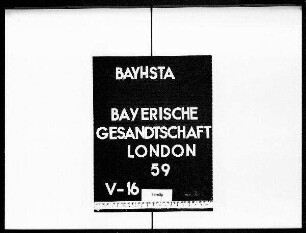 BAYHSTA
BAYERISCHE
GESANDTSCHAFT
LONDON
59
V-16